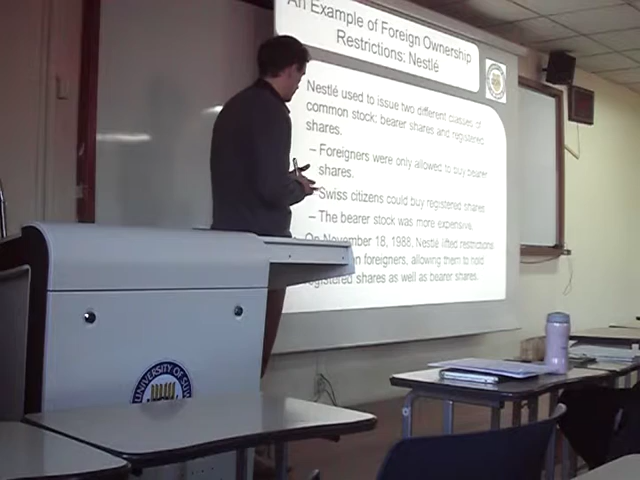 An Example of Foreign Ownership
Restrictions: Nestlé
Nestlé used to issue two different classes of
common stock: bearer shares and registered
shares.
– Foreigners were only allowed to buy bearer
shares.
Swiss citizens could buy registered shares
– The bearer stock was more expensive.
On November 18, 1988, Nestlé lifted restrictions
on foreigners, allowing them to hold
registered shares as well as bearer shares.
UNIVERSITY OF